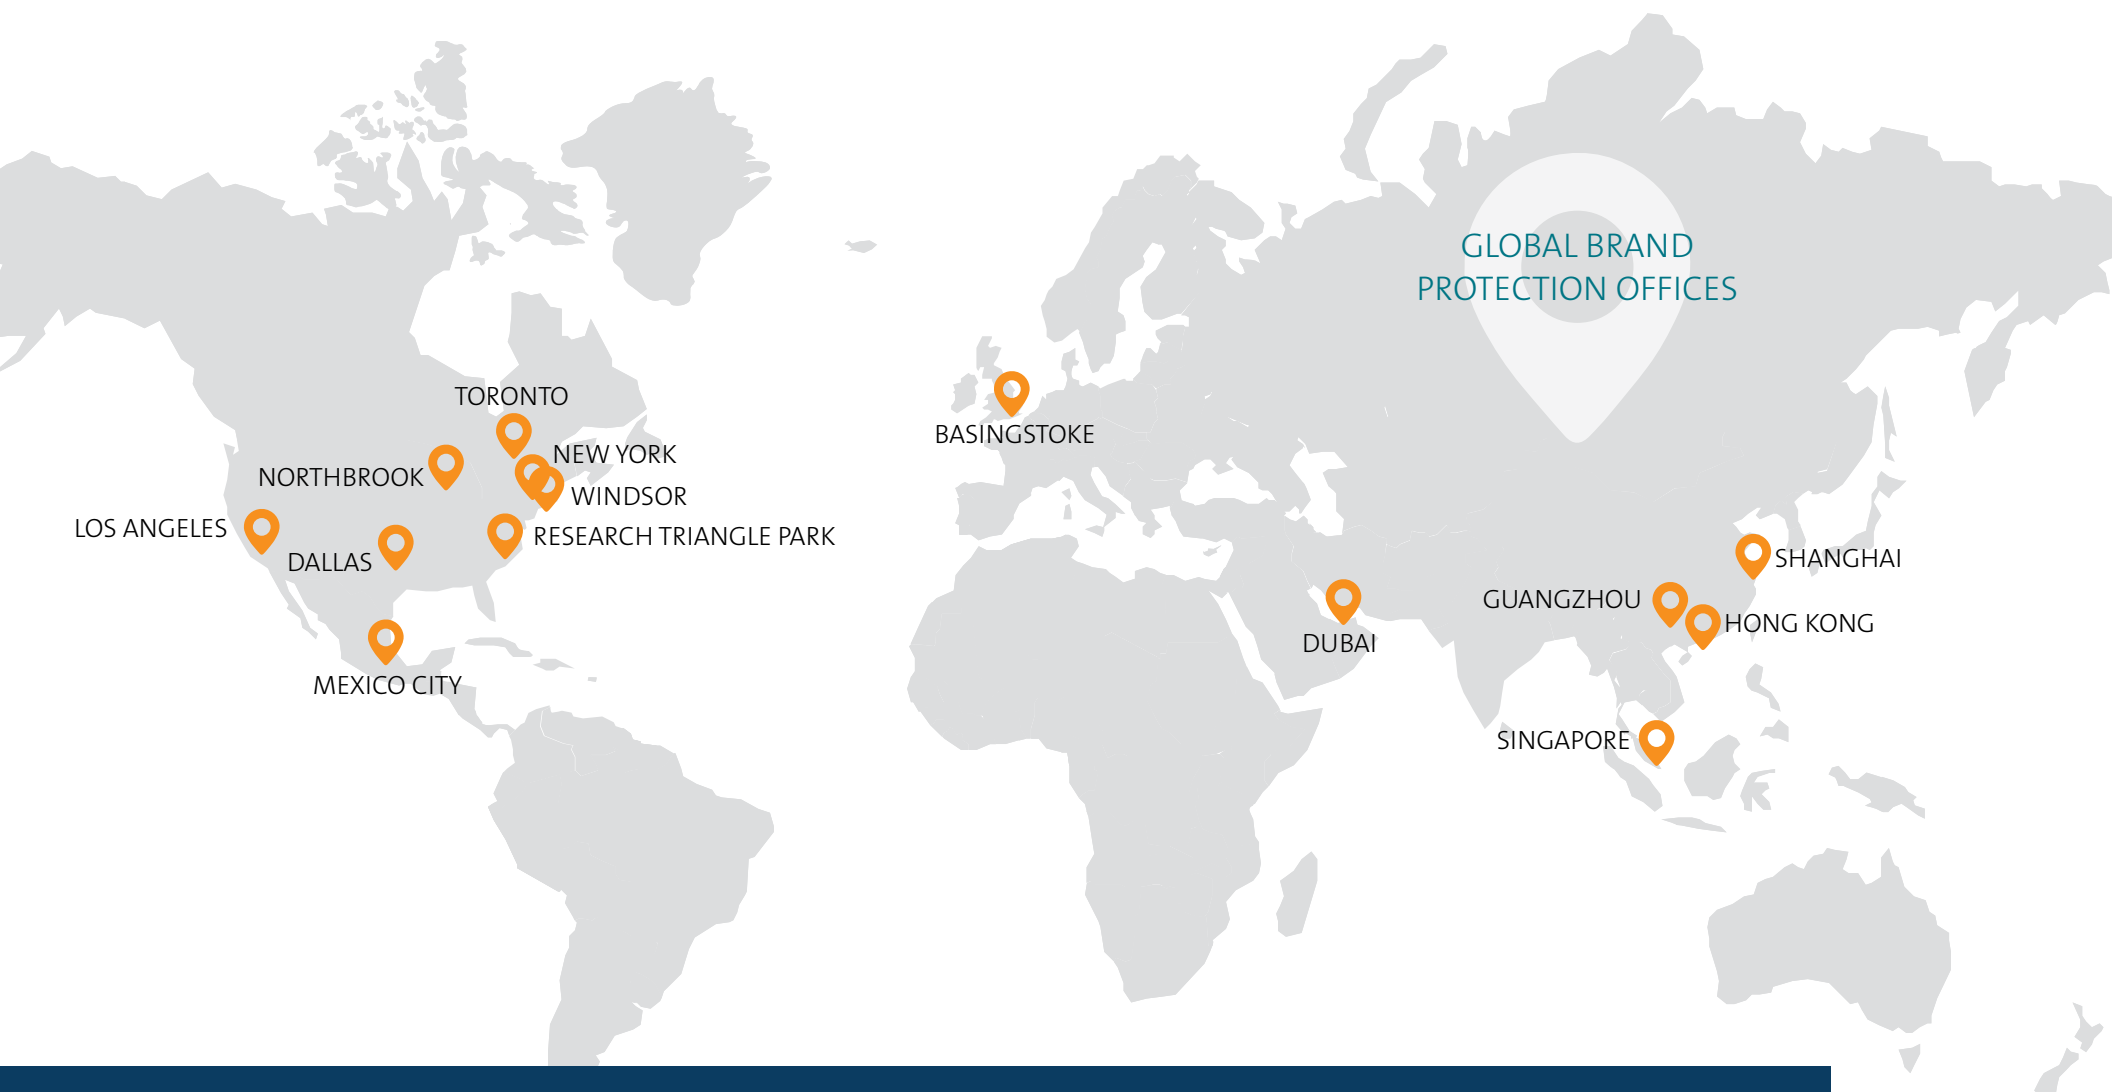 GLOBAL BRAND
PROTECTION OFFICES
TORONTO
NEW YORK
NORTHBROOK
WINDSOR
LOS ANGELES
RESEARCH TRIANGLE PARK
DALLAS
MEXICO CITY
BASINGSTOKE
DUBAI
SHANGHAI
GUANGZHOU
HONG KONG
SINGAPORE